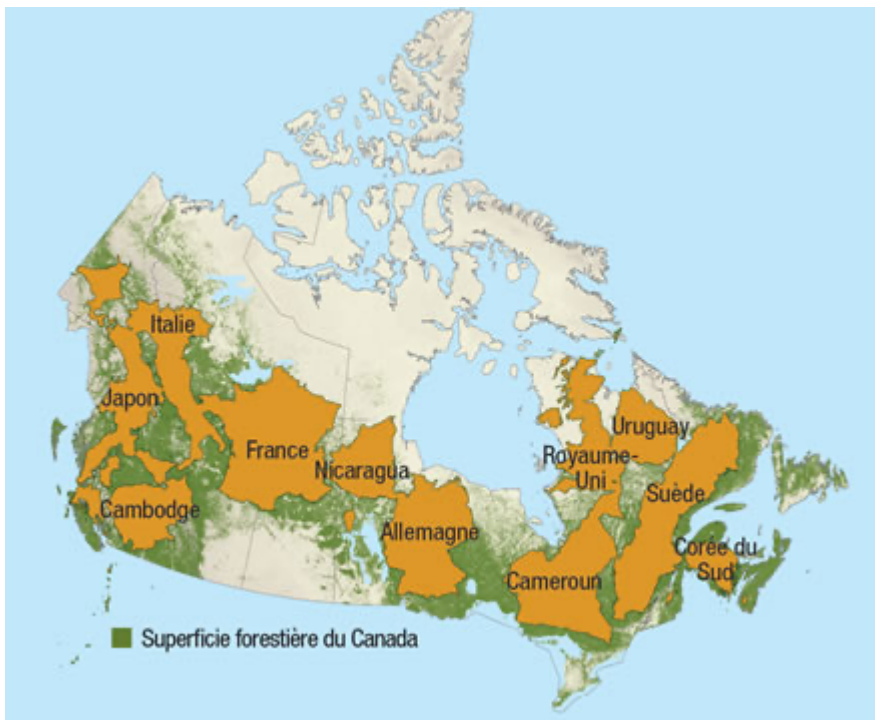 Italie
Japon
France
Nicaragua
Cambodge
Allemagne
Uruguay
Royaume-
Uni -
Suède
Cameroun
Corée du
Sud
Superficie forestière du Canada